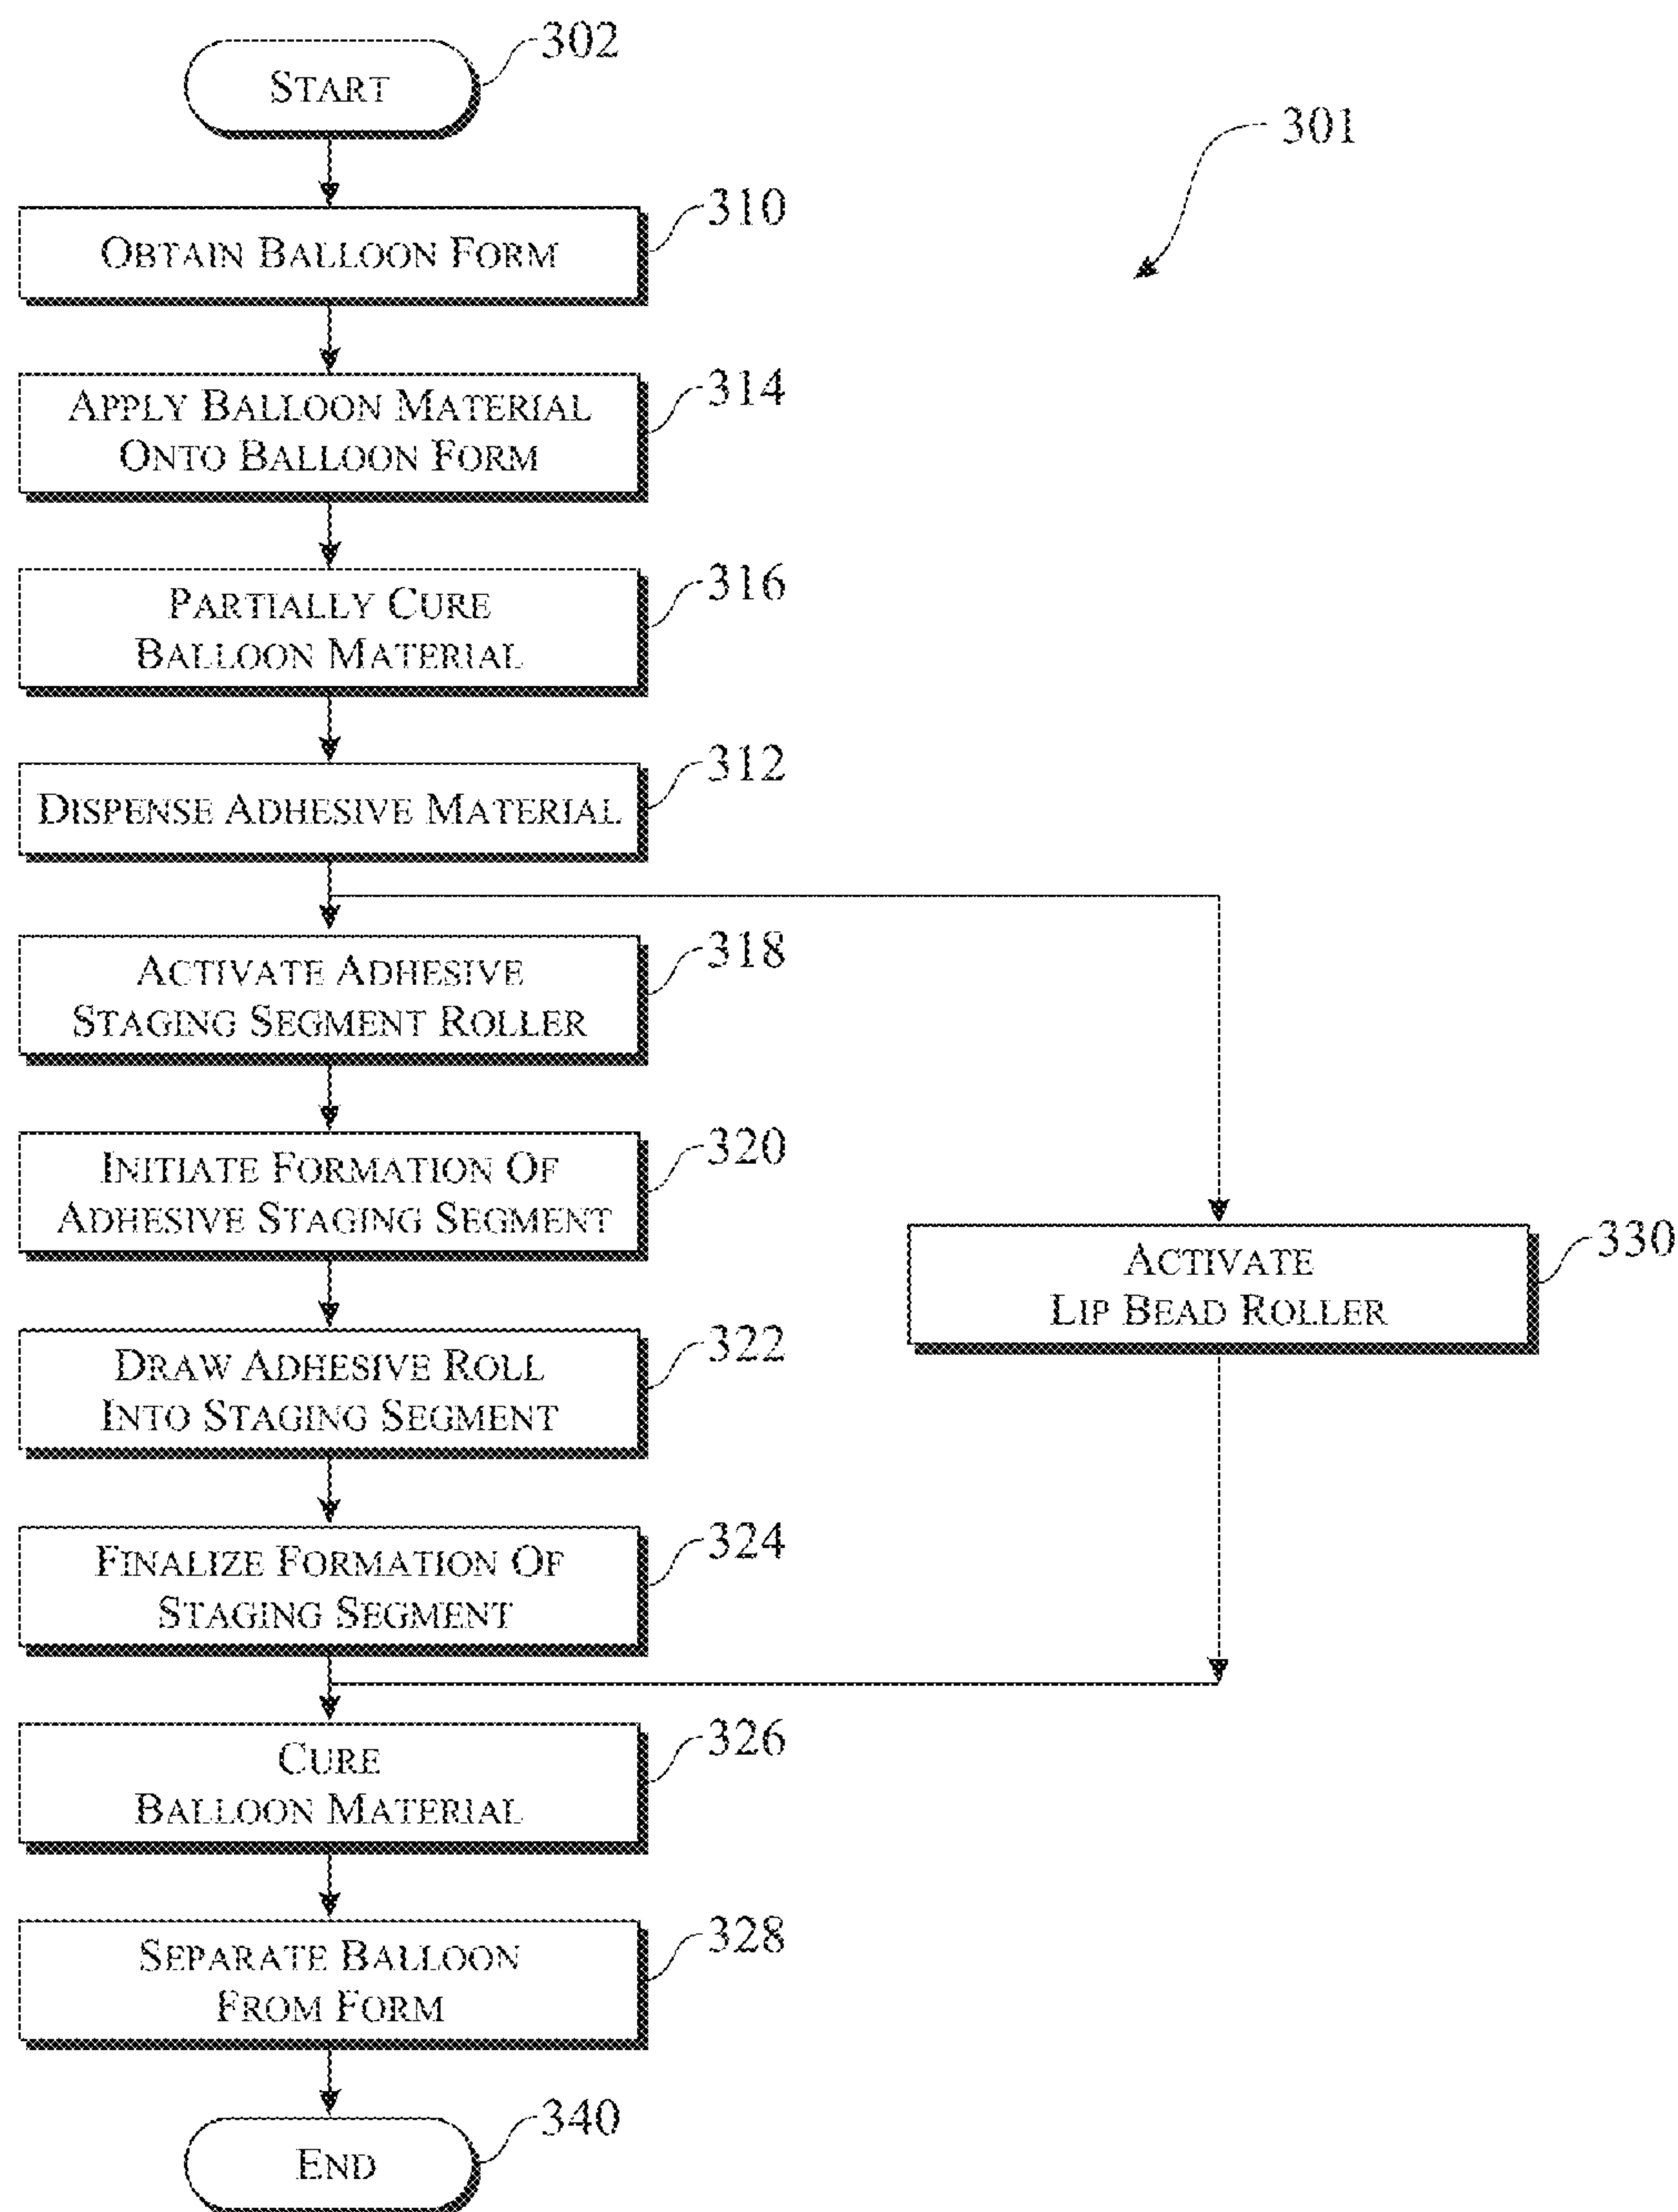 START
302
301
OBTAIN BALLOON FORM
310
APPLY BALLOON MATERIAL
ONTO BALLOON FORM
314
PARTIALLY CURE
BALLOON MATERIAL
316
DISPENSE ADHESIVE MATERIAL
312
ACTIVATE ADHESIVE
STAGING SEGMENT ROLLER
318
INITIATE FORMATION OF
ADHESIVE STAGING SEGMENT
320
ACTIVATE
LIP BEAD ROLLER
330
DRAW ADHESIVE ROLL
INTO STAGING SEGMENT
322
FINALIZE FORMATION OF
STAGING SEGMENT
324
CURE
BALLOON MATERIAL
326
SEPARATE BALLOON
FROM FORM
328
END
340